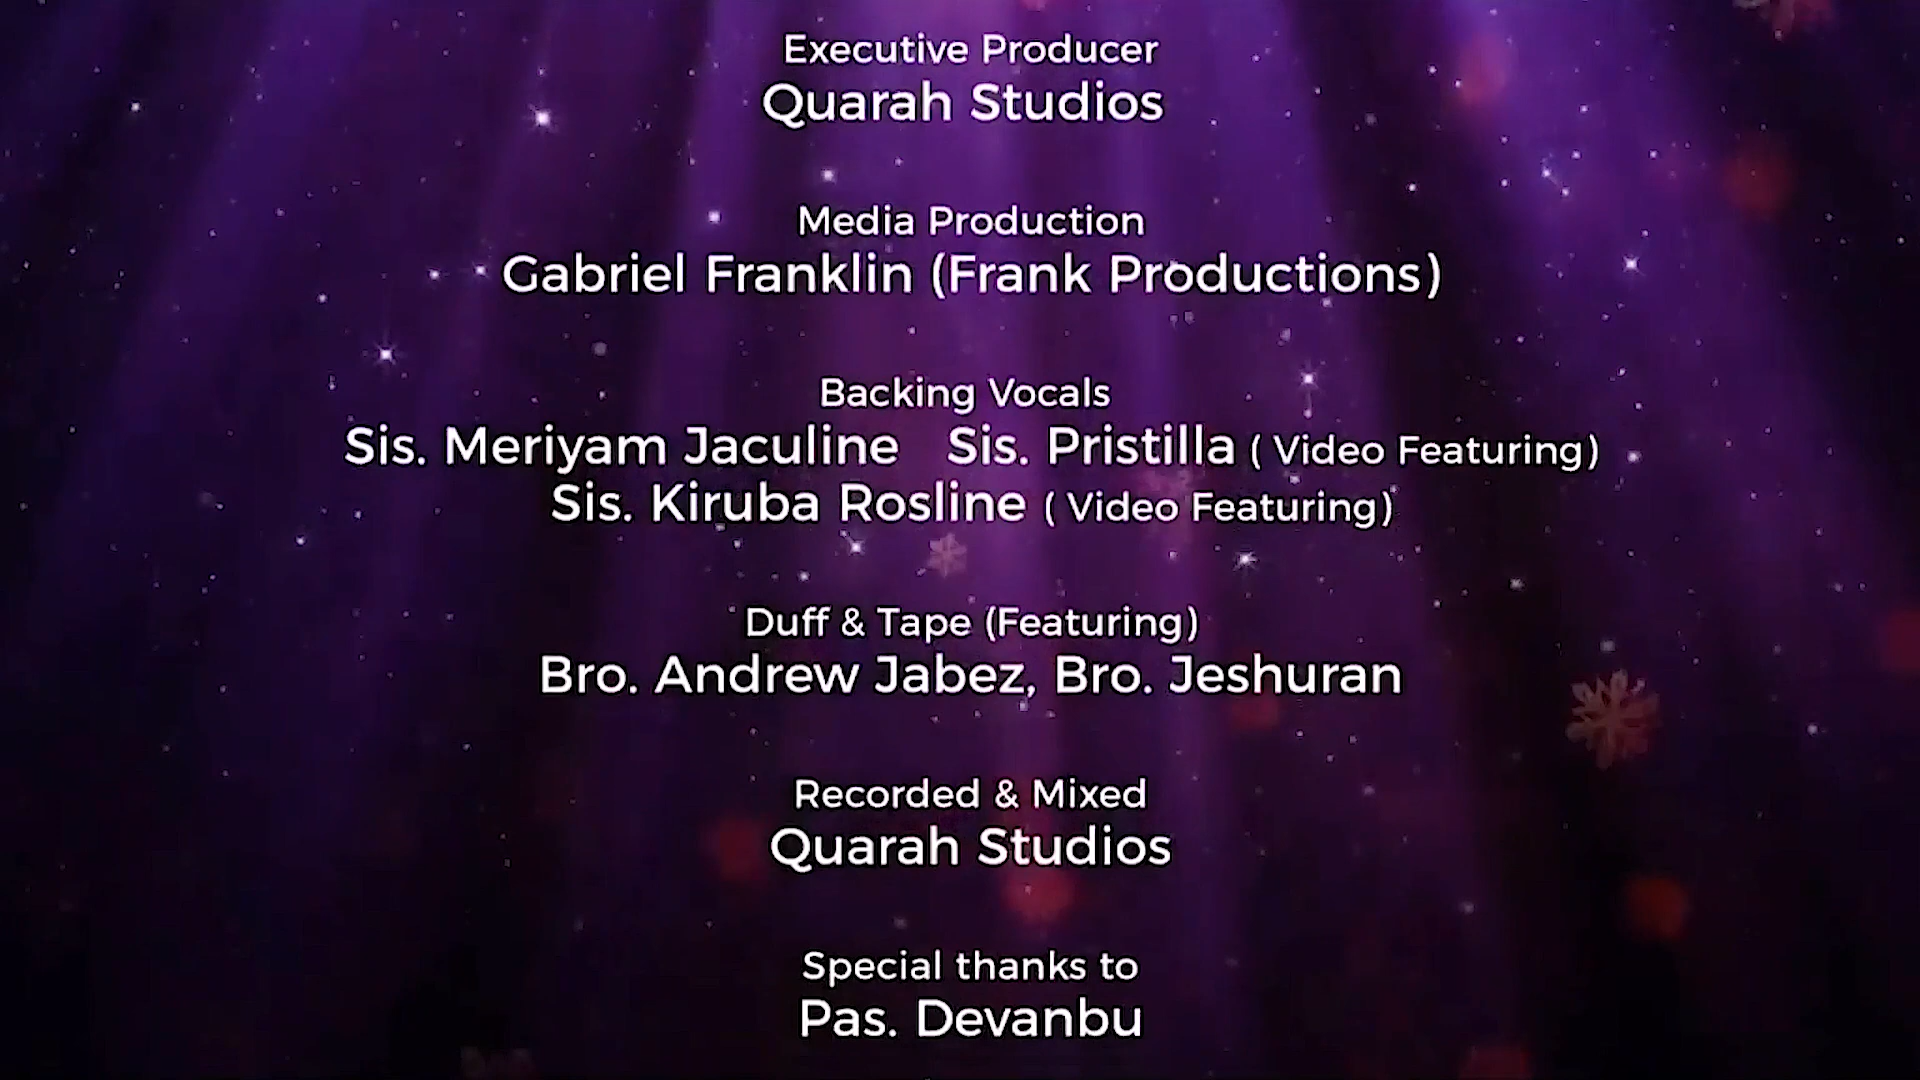 Executive Producer
Quarah Studios
Media Production
Gabriel Franklin (Frank Productions)
Backing Vocals
Sis. Meriyam Jaculine Sis. Pristilla ( Video Featuring)
Sis. Kiruba Rosline ( Video Featuring)
Duff & Tape (Featuring)
Bro. Andrew Jabez, Bro. Jeshuran
Recorded & Mixed
Quarah Studios
Special thanks to
Pas. Devanbu